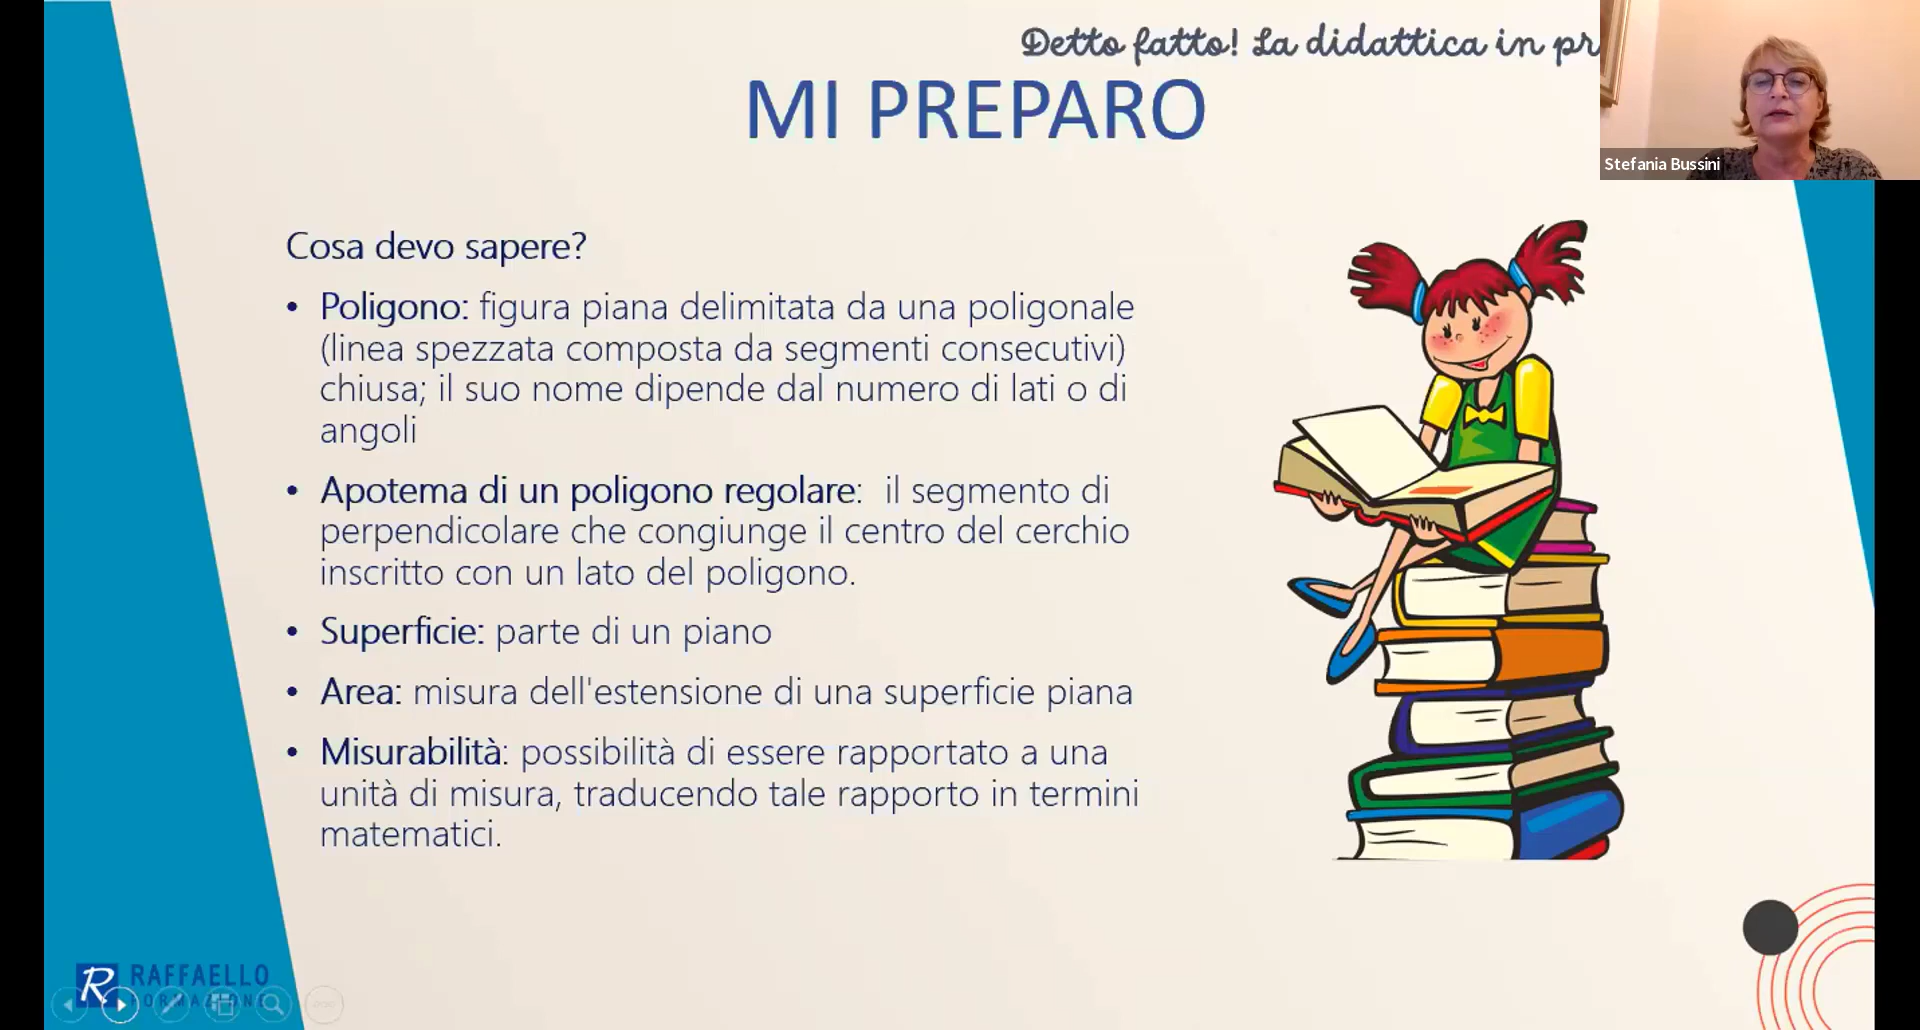 Detto fatto! La didattica in pr
MI PREPARO
Stefania Bussini
Cosa devo sapere?
• Poligono: figura piana delimitata da una poligonale
(linea spezzata composta da segmenti consecutivi)
chiusa; il suo nome dipende dal numero di lati o di
angoli
• Apotema di un poligono regolare: il segmento di
perpendicolare che congiunge il centro del cerchio
inscritto con un lato del poligono.
• Superficie: parte di un piano
• Area: misura dell'estensione di una superficie piana
• Misurabilità: possibilità di essere rapportato a una
unità di misura, traducendo tale rapporto in termini
matematici.
R RAFFAELLO
FORMAZIONE